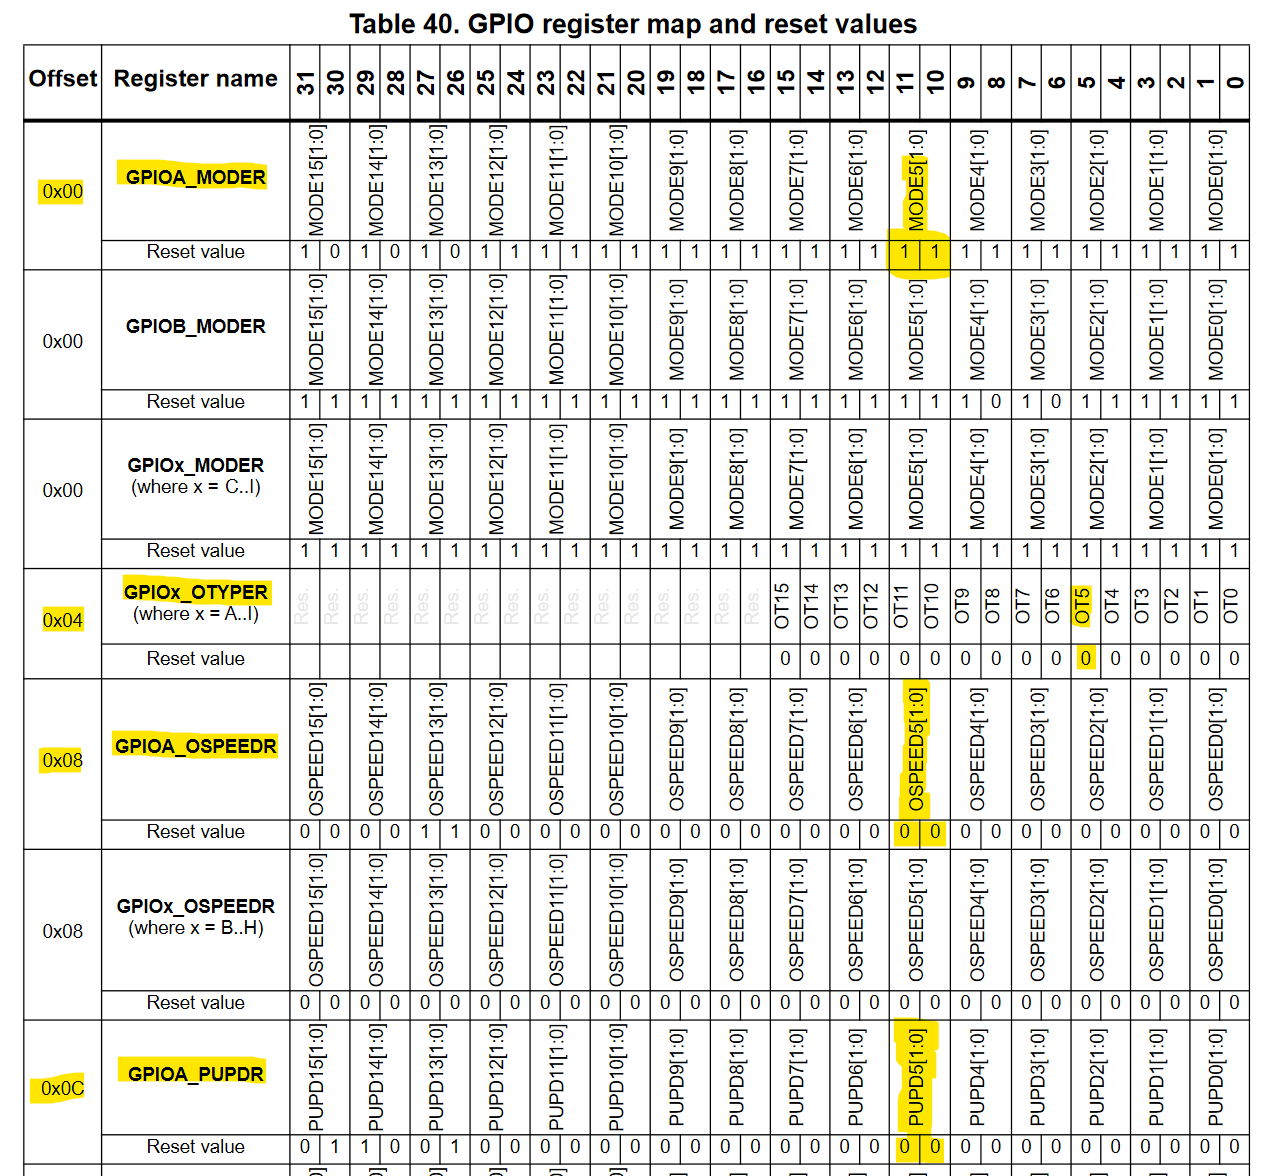 Table 40. GPIO register map and reset values
Offset Register name 31 30 29 28 27 26 25 24 23 22 21 20 19 18 17 16 15 14 13 12 11 10 9 8 7 6 5 4 3 2 1 0
0x00 GPIOA_MODER MODE15[1:0] MODE14[1:0] MODE13[1:0] MODE12[1:0] MODE11[1:0] MODE10[1:0] MODE9[1:0] MODE8[1:0] MODE7[1:0] MODE6[1:0] MODE5[1:0] MODE4[1:0] MODE3[1:0] MODE2[1:0] MODE1[1:0] MODE0[1:0]
Reset value 1 0 1 0 1 0 1 1 1 1 1 1 1 1 1 1 1 1 1 1 1 1 1 1 1 1 1 1 1 1 1 1
0x00 GPIOB_MODER MODE15[1:0] MODE14[1:0] MODE13[1:0] MODE12[1:0] MODE11[1:0] MODE10[1:0] MODE9[1:0] MODE8[1:0] MODE7[1:0] MODE6[1:0] MODE5[1:0] MODE4[1:0] MODE3[1:0] MODE2[1:0] MODE1[1:0] MODE0[1:0]
Reset value 1 1 1 1 1 1 1 1 1 1 1 1 1 1 1 1 1 1 1 1 1 1 1 0 1 0 1 1 1 1 1 1
0x00 GPIOx_MODER MODE15[1:0] MODE14[1:0] MODE13[1:0] MODE12[1:0] MODE11[1:0] MODE10[1:0] MODE9[1:0] MODE8[1:0] MODE7[1:0] MODE6[1:0] MODE5[1:0] MODE4[1:0] MODE3[1:0] MODE2[1:0] MODE1[1:0] MODE0[1:0]
(where x = C..I)
Reset value 1 1 1 1 1 1 1 1 1 1 1 1 1 1 1 1 1 1 1 1 1 1 1 1 1 1 1 1 1 1 1 1
0x04 GPIOx_OTYPER Res. Res. Res. Res. Res. Res. Res. Res. Res. Res. Res. Res. Res. Res. Res. Res. OT15 OT14 OT13 OT12 OT11 OT10 OT9 OT8 OT7 OT6 OT5 OT4 OT3 OT2 OT1 OT0
(where x = A..I)
Reset value 0 0 0 0 0 0 0 0 0 0 0 0 0 0 0 0
0x08 GPIOA_OSPEEDR OSPEED15[1:0] OSPEED14[1:0] OSPEED13[1:0] OSPEED12[1:0] OSPEED11[1:0] OSPEED10[1:0] OSPEED9[1:0] OSPEED8[1:0] OSPEED7[1:0] OSPEED6[1:0] OSPEED5[1:0] OSPEED4[1:0] OSPEED3[1:0] OSPEED2[1:0] OSPEED1[1:0] OSPEED0[1:0]
Reset value 0 0 0 0 1 1 0 0 0 0 0 0 0 0 0 0 0 0 0 0 0 0 0 0 0 0 0 0 0 0 0 0
0x08 GPIOx_OSPEEDR OSPEED15[1:0] OSPEED14[1:0] OSPEED13[1:0] OSPEED12[1:0] OSPEED11[1:0] OSPEED10[1:0] OSPEED9[1:0] OSPEED8[1:0] OSPEED7[1:0] OSPEED6[1:0] OSPEED5[1:0] OSPEED4[1:0] OSPEED3[1:0] OSPEED2[1:0] OSPEED1[1:0] OSPEED0[1:0]
(where x = B..H)
Reset value 0 0 0 0 0 0 0 0 0 0 0 0 0 0 0 0 0 0 0 0 0 0 0 0 0 0 0 0 0 0 0 0
0x0C GPIOA_PUPDR PUPD15[1:0] PUPD14[1:0] PUPD13[1:0] PUPD12[1:0] PUPD11[1:0] PUPD10[1:0] PUPD9[1:0] PUPD8[1:0] PUPD7[1:0] PUPD6[1:0] PUPD5[1:0] PUPD4[1:0] PUPD3[1:0] PUPD2[1:0] PUPD1[1:0] PUPD0[1:0]
Reset value 0 1 1 0 0 1 0 0 0 0 0 0 0 0 0 0 0 0 0 0 0 0 0 0 0 0 0 0 0 0 0 0